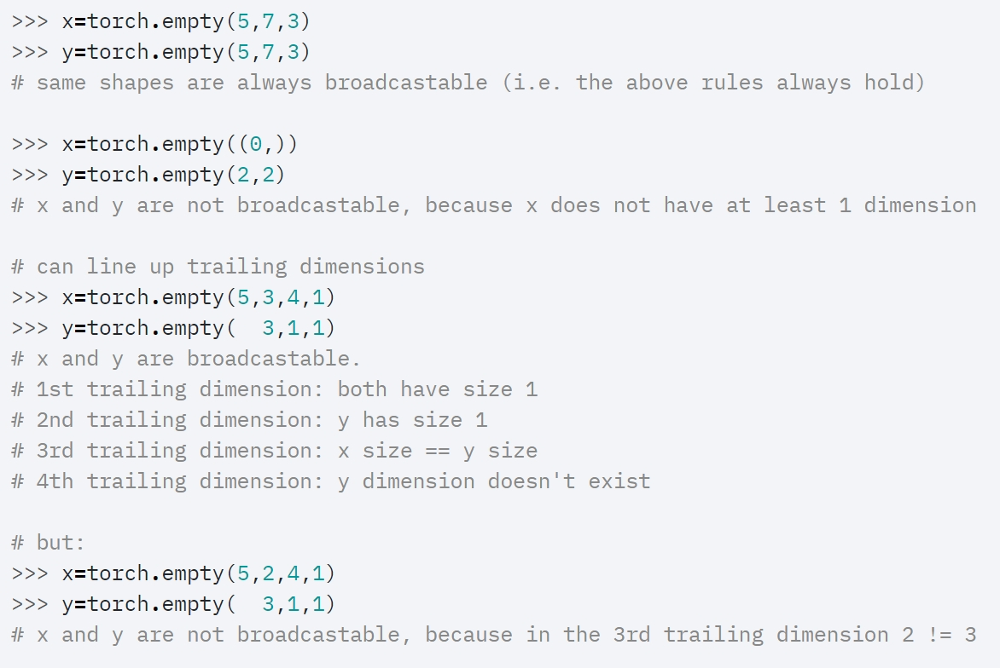 >>> x=torch.empty(5,7,3)
>>> y=torch.empty(5,7,3)
# same shapes are always broadcastable (i.e. the above rules always hold)

>>> x=torch.empty((0,))
>>> y=torch.empty(2,2)
# x and y are not broadcastable, because x does not have at least 1 dimension

# can line up trailing dimensions
>>> x=torch.empty(5,3,4,1)
>>> y=torch.empty(  3,1,1)
# x and y are broadcastable.
# 1st trailing dimension: both have size 1
# 2nd trailing dimension: y has size 1
# 3rd trailing dimension: x size == y size
# 4th trailing dimension: y dimension doesn't exist

# but:
>>> x=torch.empty(5,2,4,1)
>>> y=torch.empty(  3,1,1)
# x and y are not broadcastable, because in the 3rd trailing dimension 2 != 3